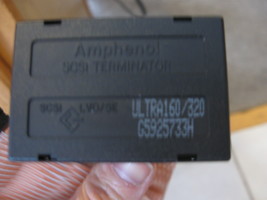 Amphenol
SCSI TERMINATOR
SCSI LVD/SE
ULTRA160/320
G5925733H